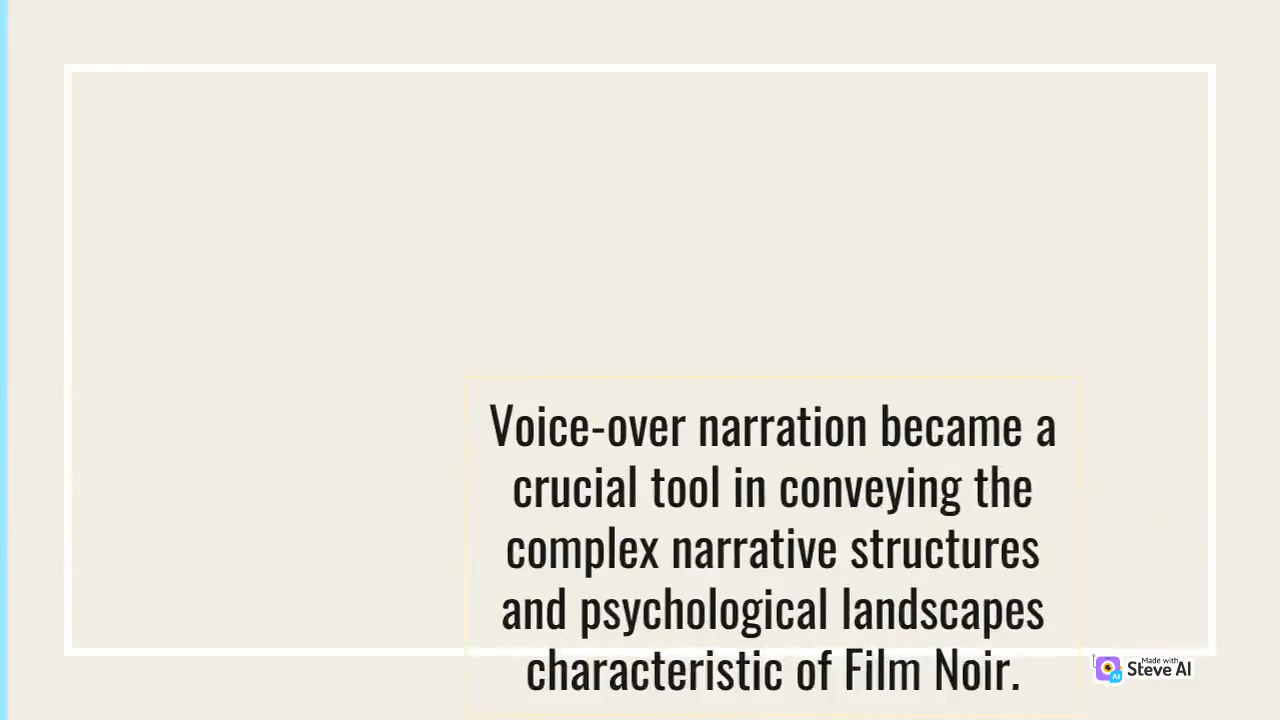 Voice-over narration became a
crucial tool in conveying the
complex narrative structures
and psychological landscapes
characteristic of Film Noir.
Made with
Steve AI
AI